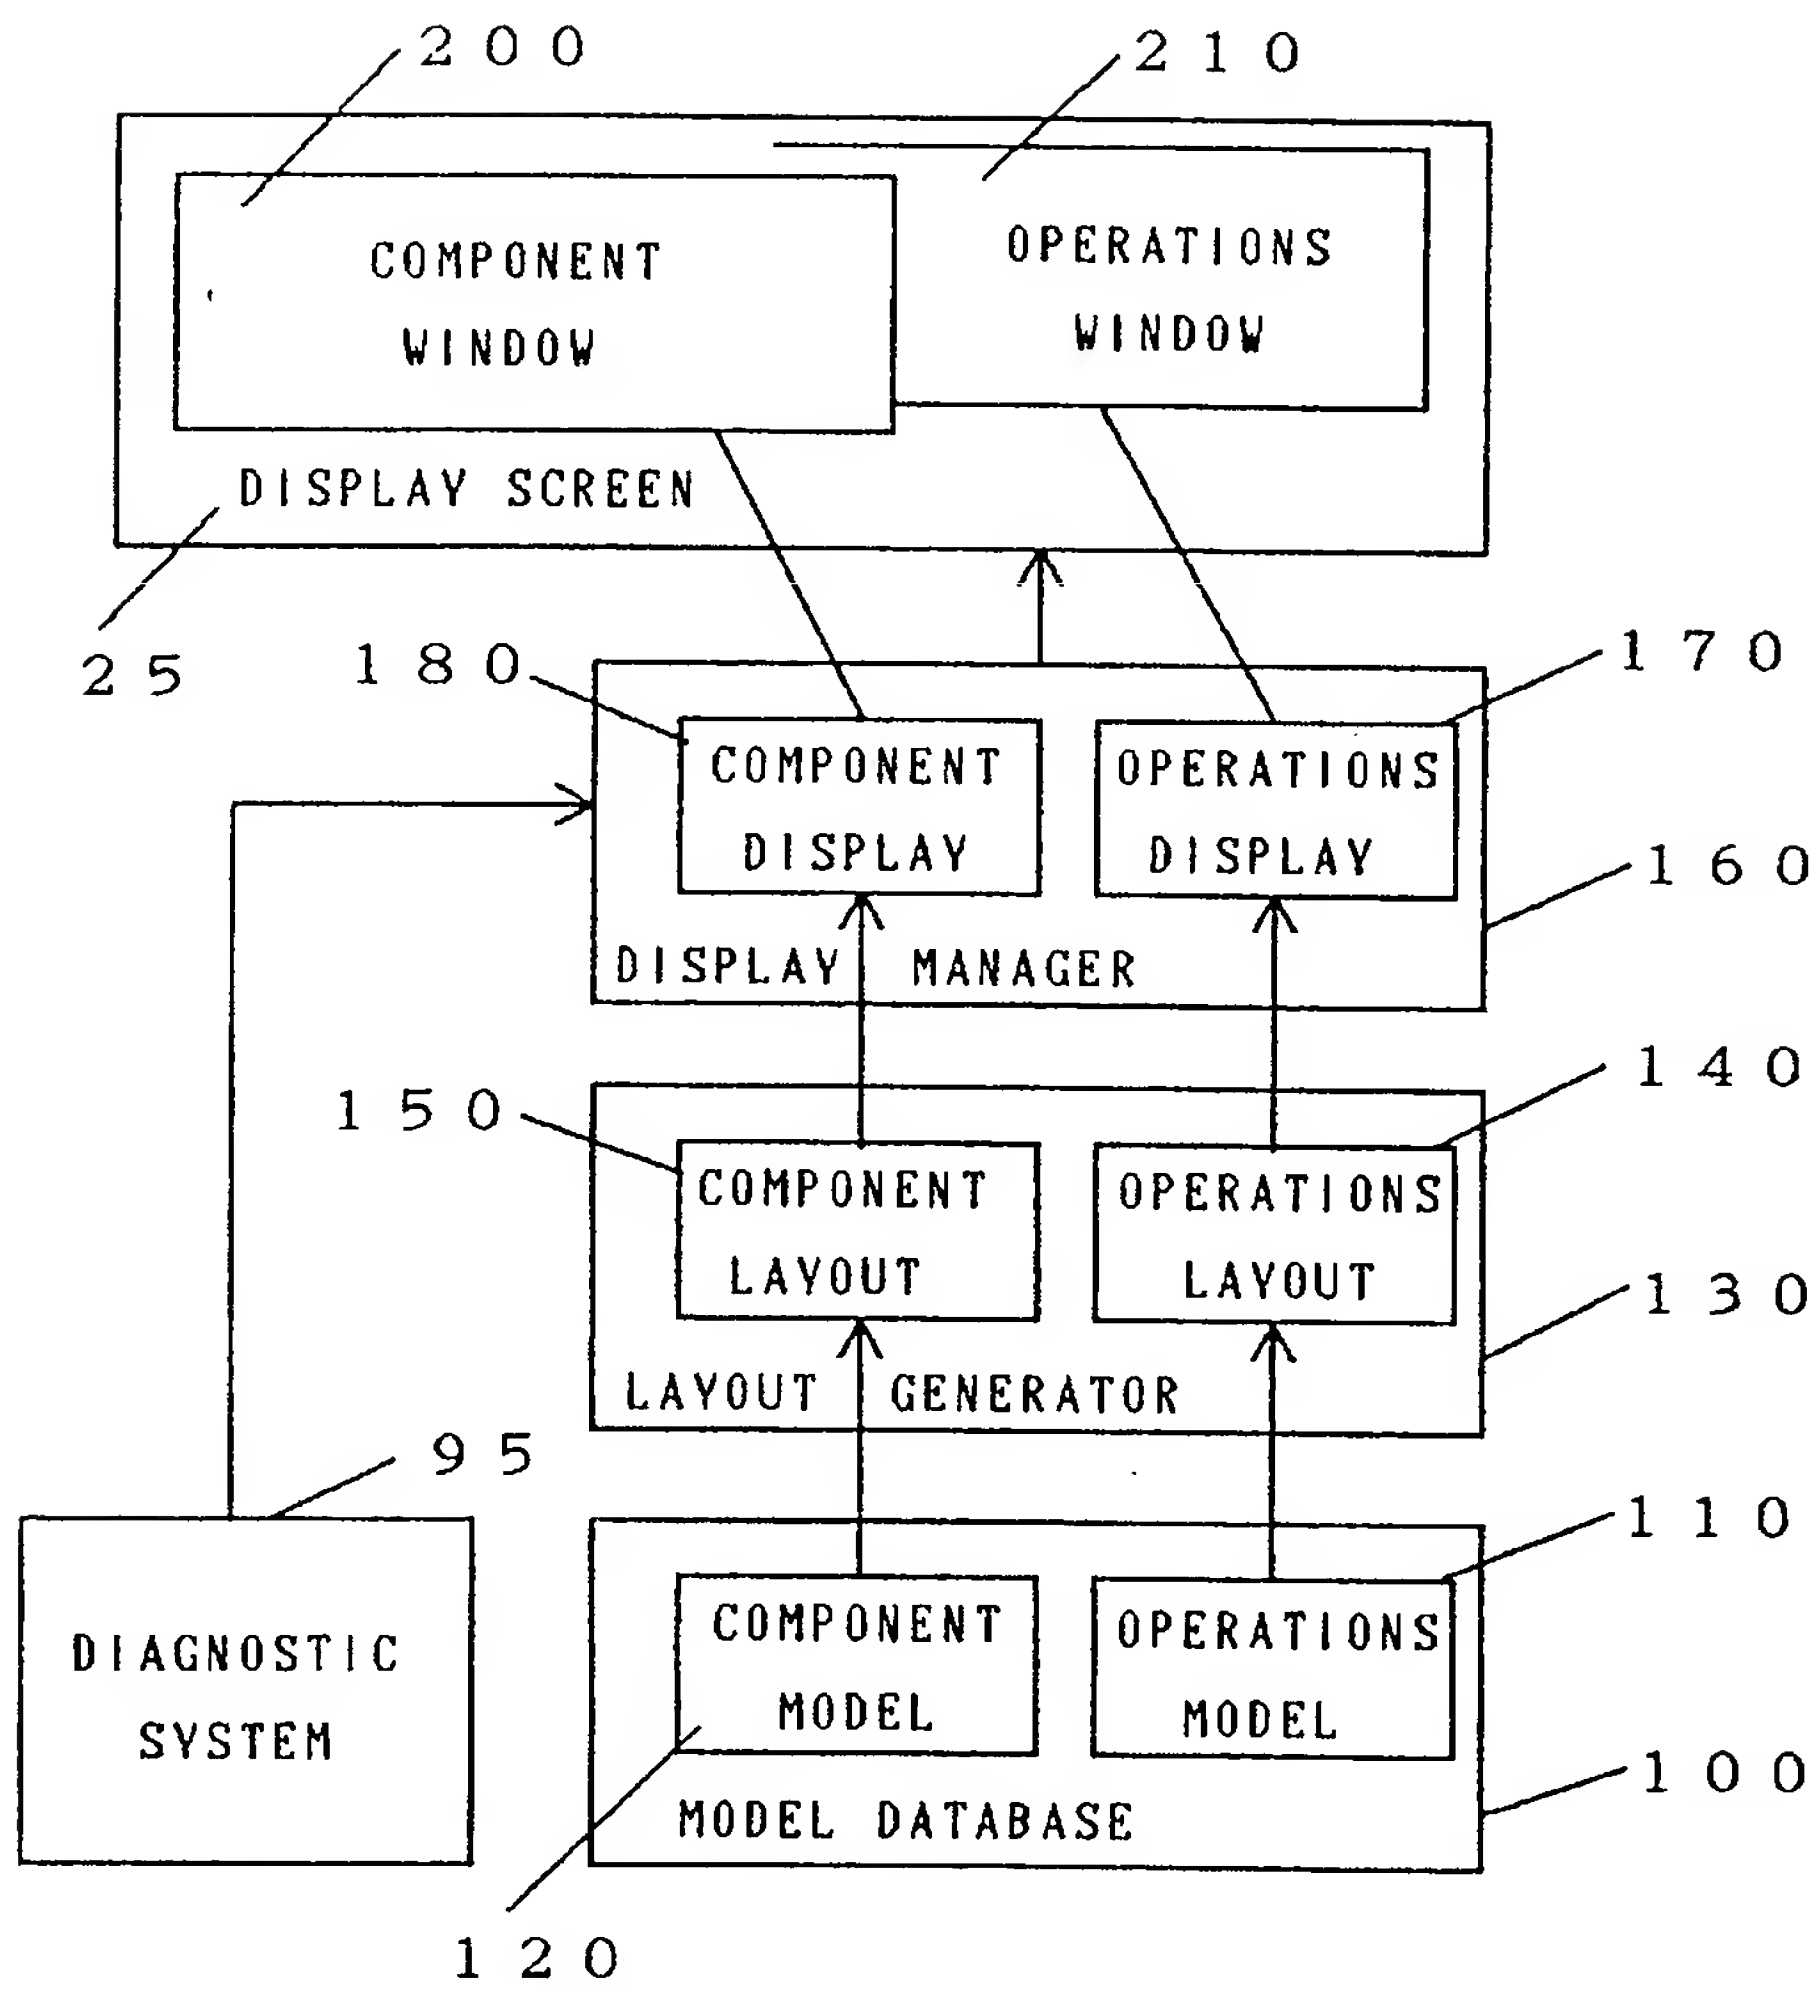 200
210
COMPONENT
WINDOW
OPERATIONS
WINDOW
DISPLAY SCREEN
25
180
170
COMPONENT
DISPLAY
OPERATIONS
DISPLAY
160
DISPLAY MANAGER
150
140
COMPONENT
LAYOUT
OPERATIONS
LAYOUT
130
LAYOUT GENERATOR
95
110
DIAGNOSTIC
SYSTEM
COMPONENT
MODEL
OPERATIONS
MODEL
100
MODEL DATABASE
120